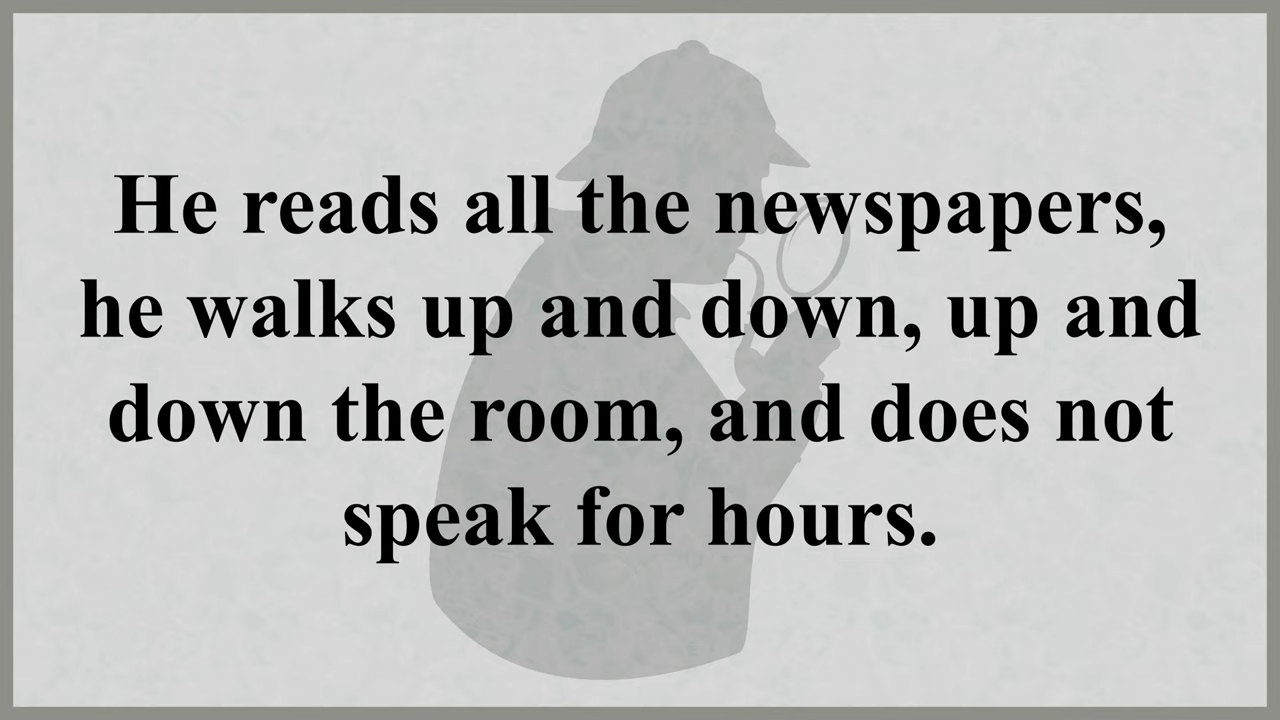 He reads all the newspapers,
he walks up and down, up and
down the room, and does not
speak for hours.